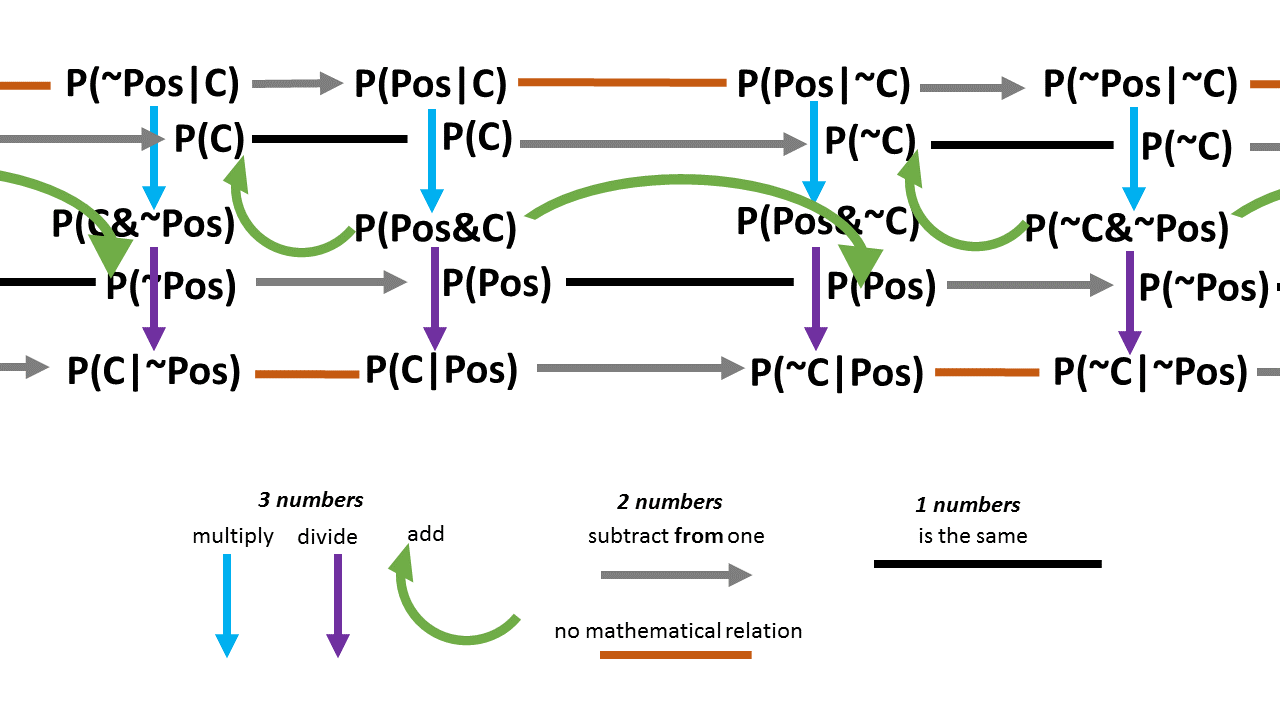 P(~Pos|C) P(Pos|C) P(Pos|~C) P(~Pos|~C)
P(C) P(C) P(~C) P(~C)
P(C&~Pos) P(Pos&C) P(Pos&~C) P(~C&~Pos)
P(~Pos) P(Pos) P(Pos) P(~Pos)
P(C|~Pos) P(C|Pos) P(~C|Pos) P(~C|~Pos)
3 numbers 2 numbers 1 numbers
multiply divide add subtract from one is the same
no mathematical relation